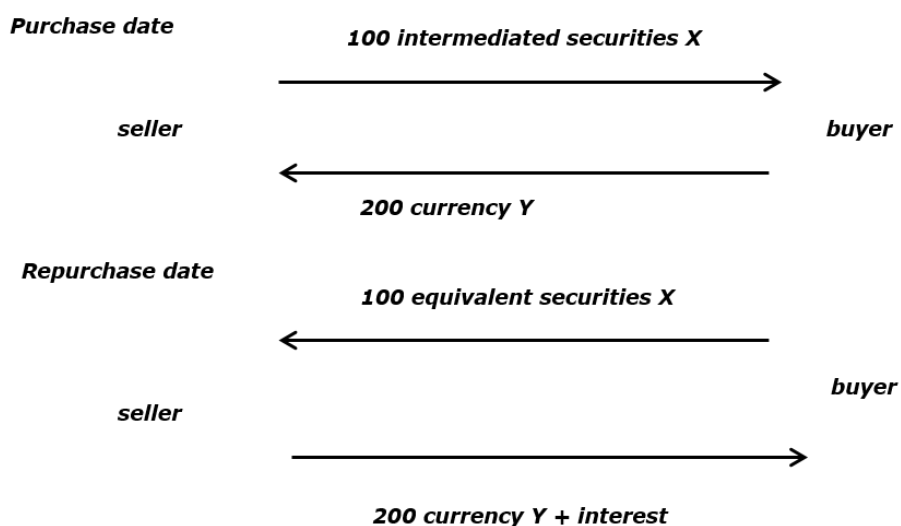 Purchase date
100 intermediated securities X
seller
buyer
200 currency Y
Repurchase date
100 equivalent securities X
buyer
seller
200 currency Y + interest